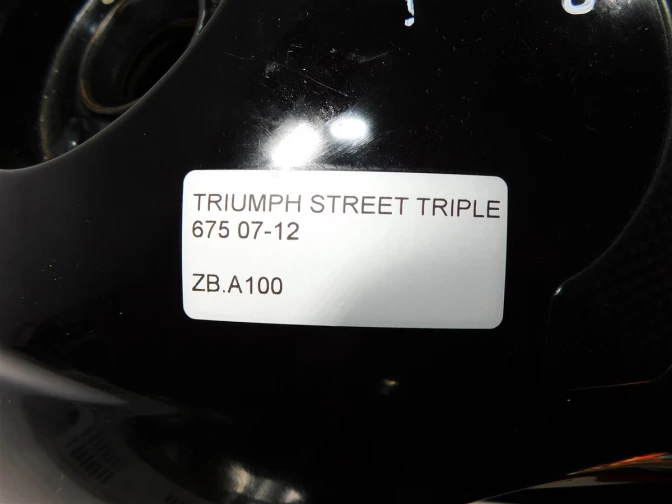 TRIUMPH STREET TRIPLE
675 07-12
ZB.A100